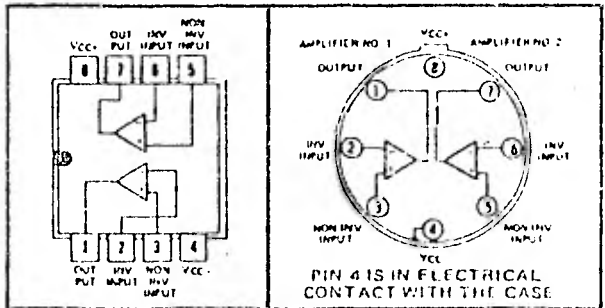 VCC+
OUT PUT
INV INPUT
NON INV INPUT
8 7 6 5
1 2 3 4
OUT PUT
INV INPUT
NON INV INPUT
VCC-
AMPLIFIER NO. 1
VCC+
AMPLIFIER NO. 2
OUTPUT
8
OUTPUT
1
7
INV INPUT
2
6
INV INPUT
3
5
NON INV INPUT
4
NON INV INPUT
PIN 4 IS IN ELECTRICAL
CONTACT WITH THE CASE